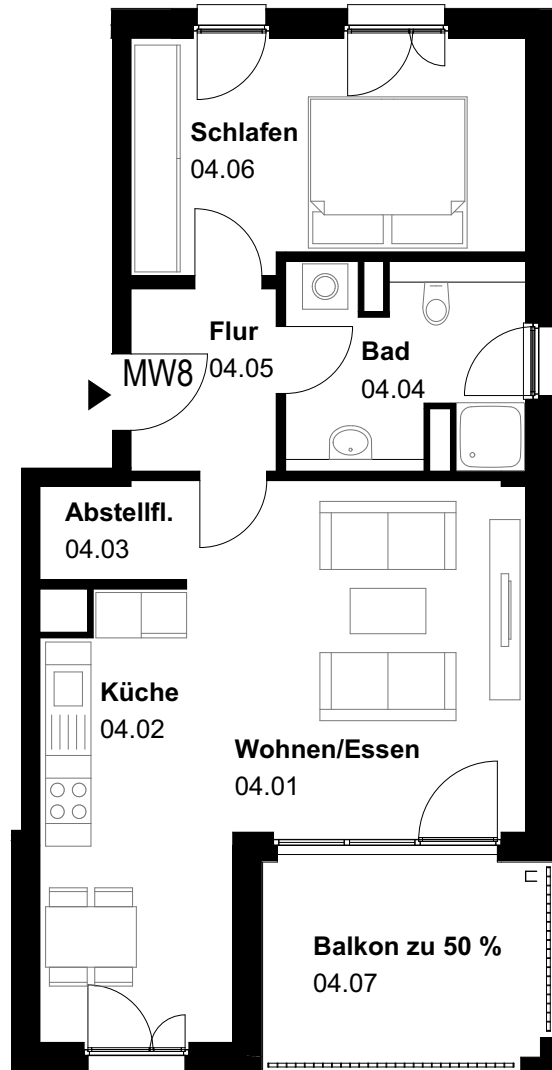 Schlafen
04.06
Flur
MW8 04.05
Bad
04.04
Abstellfl.
04.03
Küche
04.02
Wohnen/Essen
04.01
Balkon zu 50 %
04.07